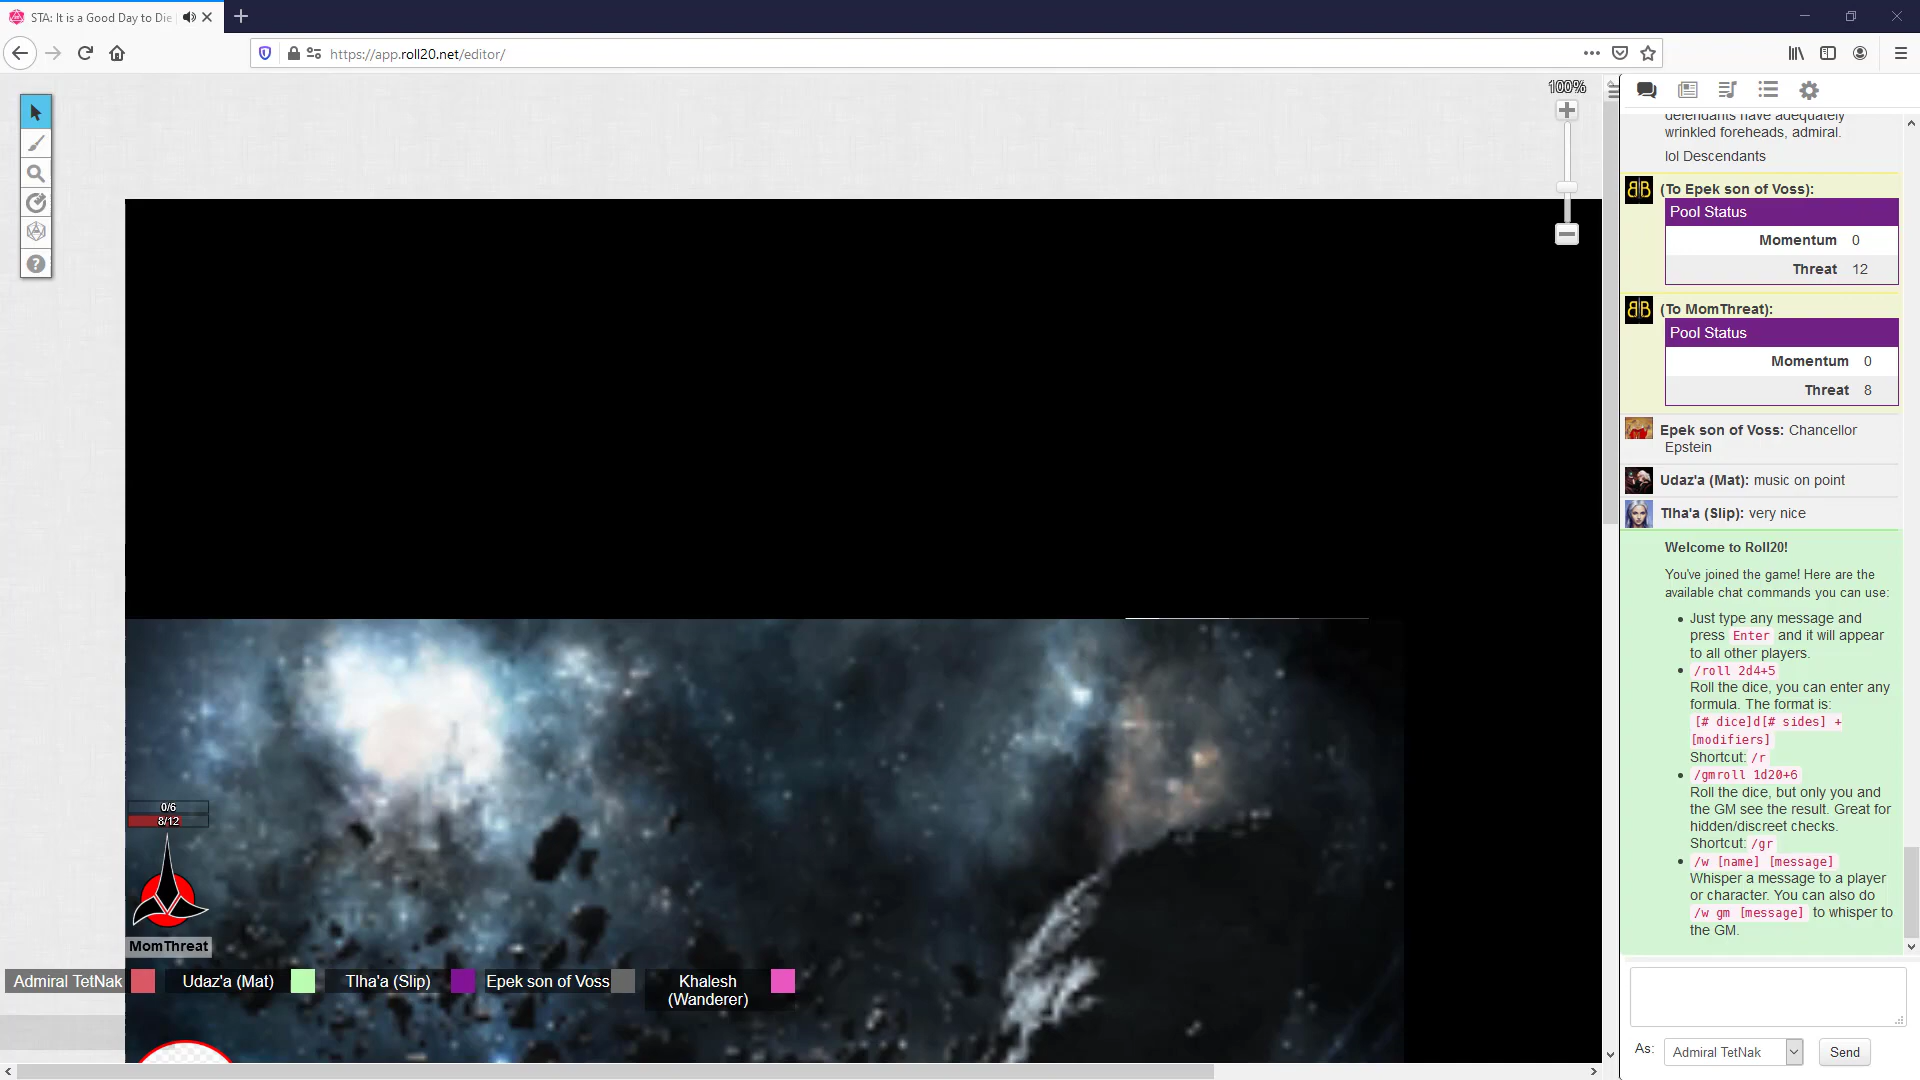 STA: It is a Good Day to Die
https://app.roll20.net/editor/
100%
defendants have adequately
wrinkled foreheads, admiral.
lol Descendants
(To Epek son of Voss):
Pool Status
Momentum 0
Threat 12
(To MomThreat):
Pool Status
Momentum 0
Threat 8
Epek son of Voss: Chancellor
Epstein
Udaz'a (Mat): music on point
Tlha'a (Slip): very nice
Welcome to Roll20!
You've joined the game! Here are the
available chat commands you can use:
Just type any message and
press Enter and it will appear
to all other players.
/roll 2d4+5
Roll the dice, you can enter any
formula. The format is:
[# dice]d[# sides] +
[modifiers]
Shortcut: /r
/gmroll 1d20+6
Roll the dice, but only you and
the GM see the result. Great for
hidden/discreet checks.
Shortcut: /gr
/w [name] [message]
Whisper a message to a player
or character. You can also do
/w gm [message] to whisper to
the GM.
0/6
8/12
MomThreat
Admiral TetNak
Udaz'a (Mat)
Tlha'a (Slip)
Epek son of Voss
Khalesh
(Wanderer)
As: Admiral TetNak Send